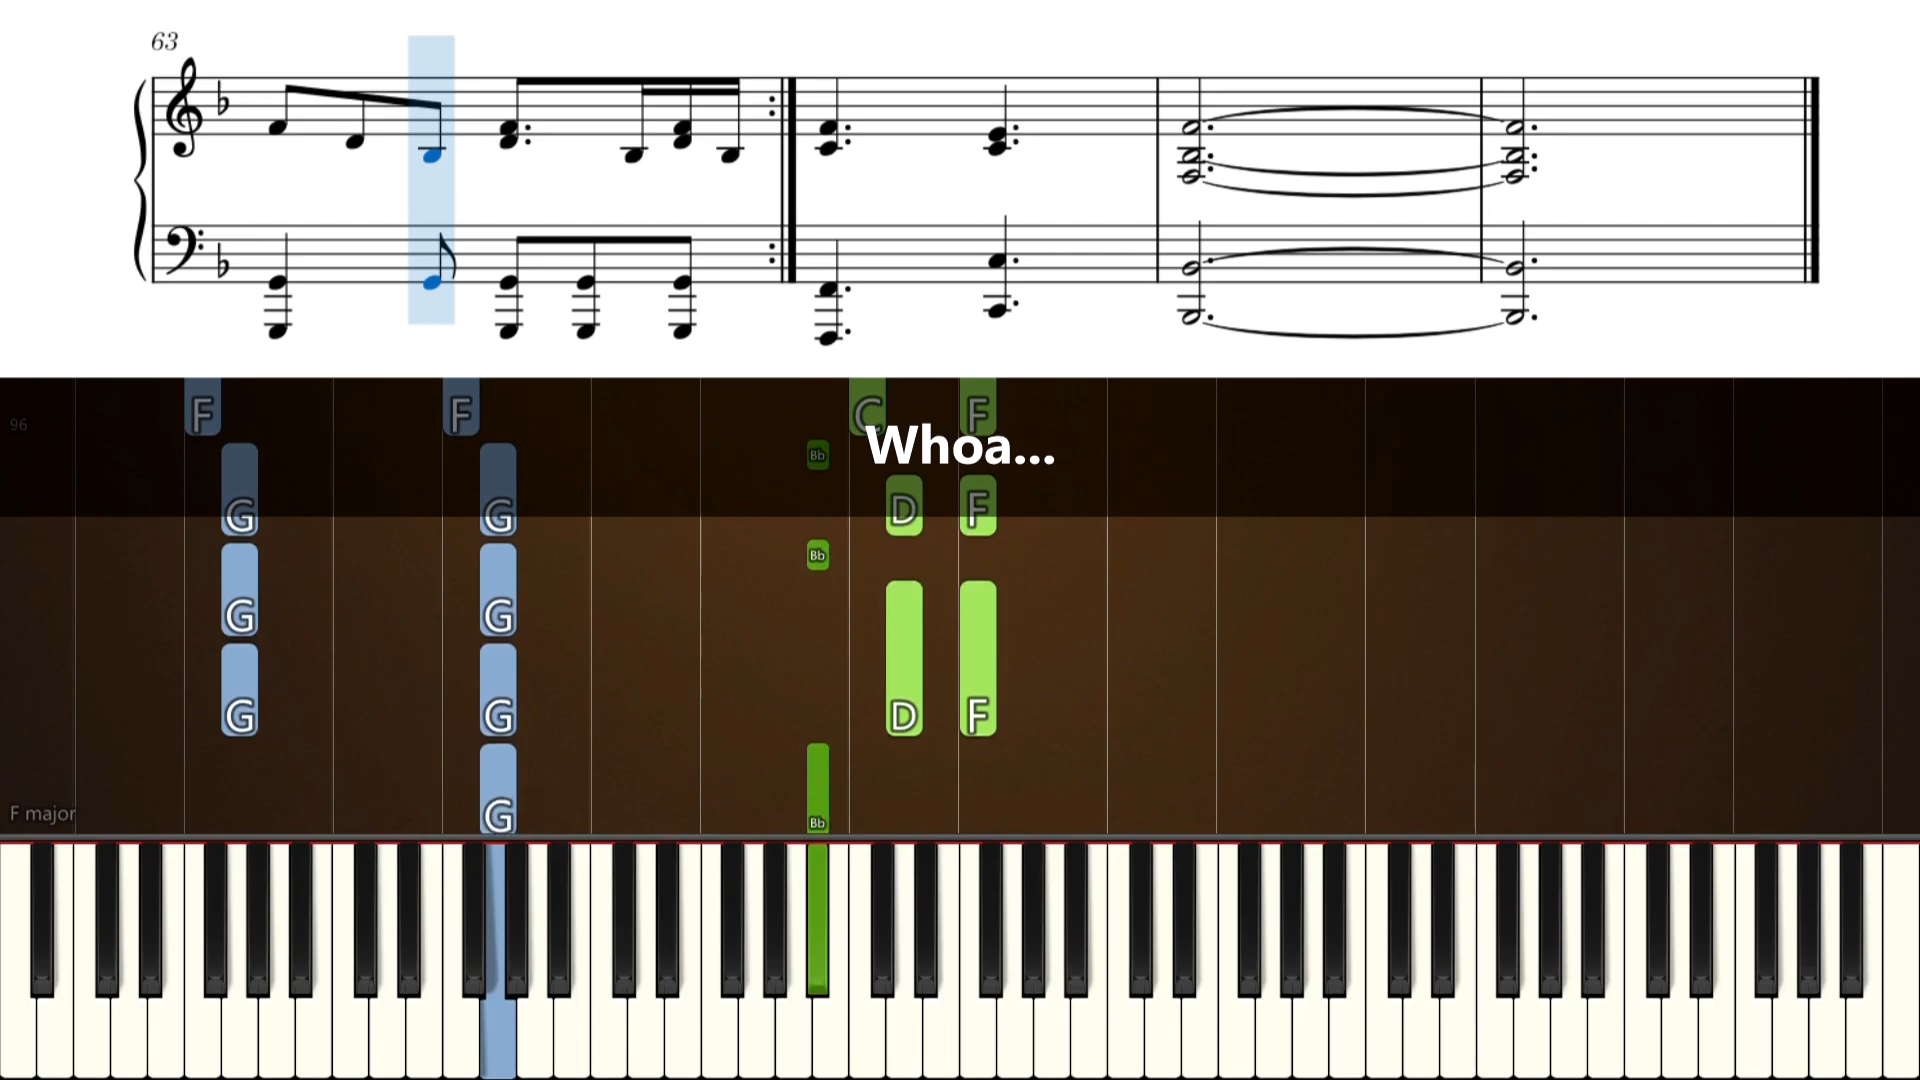 63
F F C F
96
Whoa...
Bb
G G D F
Bb
G G
G G D F
F major
G Bb